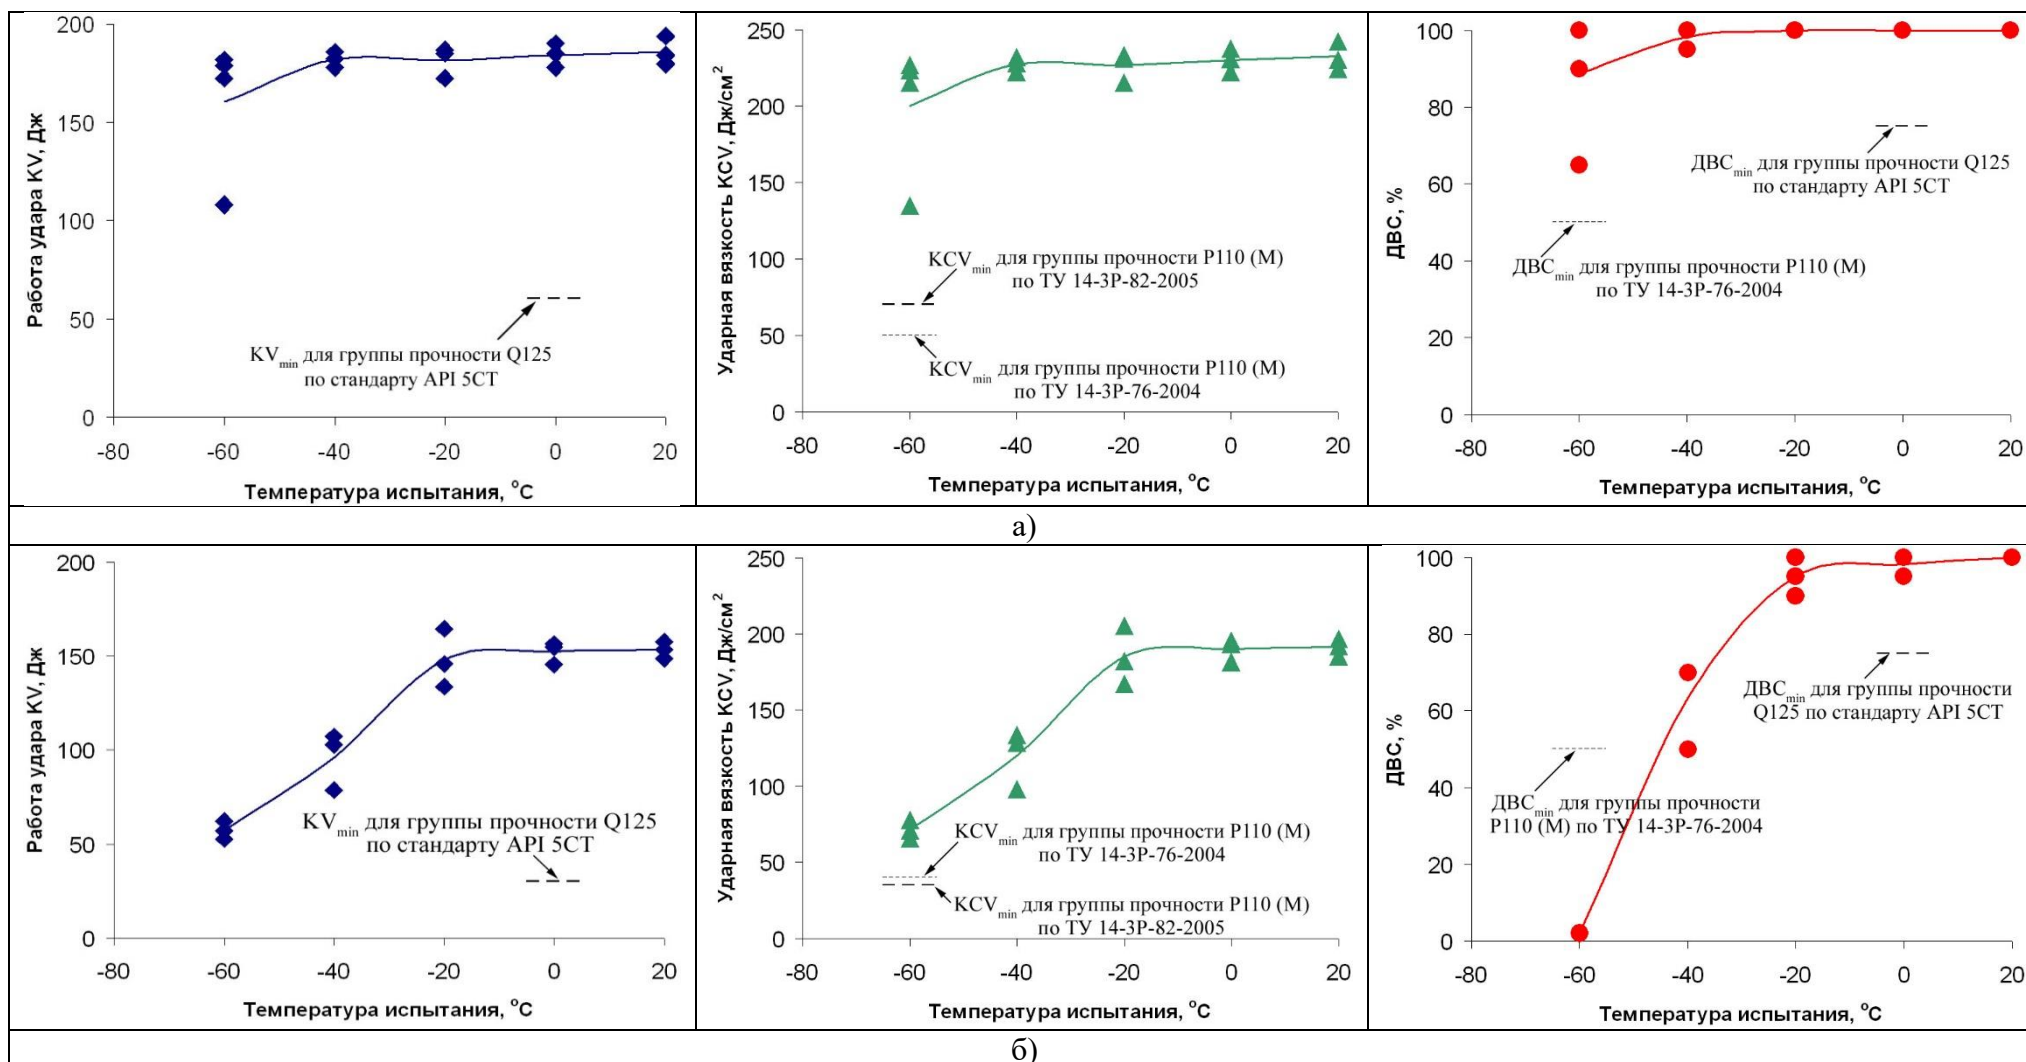 Работа удара KV, Дж
200
150
100
50
0
-80 -60 -40 -20 0 20
Температура испытания, °C
KVmin для группы прочности Q125
по стандарту API 5CT
Ударная вязкость KCV, Дж/см²
250
200
150
100
50
0
-80 -60 -40 -20 0 20
Температура испытания, °C
KCVmin для группы прочности P110 (М)
по ТУ 14-3Р-82-2005
KCVmin для группы прочности P110 (М)
по ТУ 14-3Р-76-2004
ДВС, %
100
80
60
40
20
0
-80 -60 -40 -20 0 20
Температура испытания, °C
ДВСmin для группы прочности Q125
по стандарту API 5CT
ДВСmin для группы прочности P110 (М)
по ТУ 14-3Р-76-2004
а)
Работа удара KV, Дж
200
150
100
50
0
-80 -60 -40 -20 0 20
Температура испытания, °C
KVmin для группы прочности Q125
по стандарту API 5CT
Ударная вязкость KCV, Дж/см²
250
200
150
100
50
0
-80 -60 -40 -20 0 20
Температура испытания, °C
KCVmin для группы прочности P110 (М)
по ТУ 14-3Р-76-2004
KCVmin для группы прочности P110 (М)
по ТУ 14-3Р-82-2005
ДВС, %
100
80
60
40
20
0
-80 -60 -40 -20 0 20
Температура испытания, °C
ДВСmin для группы прочности
Q125 по стандарту API 5CT
ДВСmin для группы прочности
P110 (М) по ТУ 14-3Р-76-2004
б)